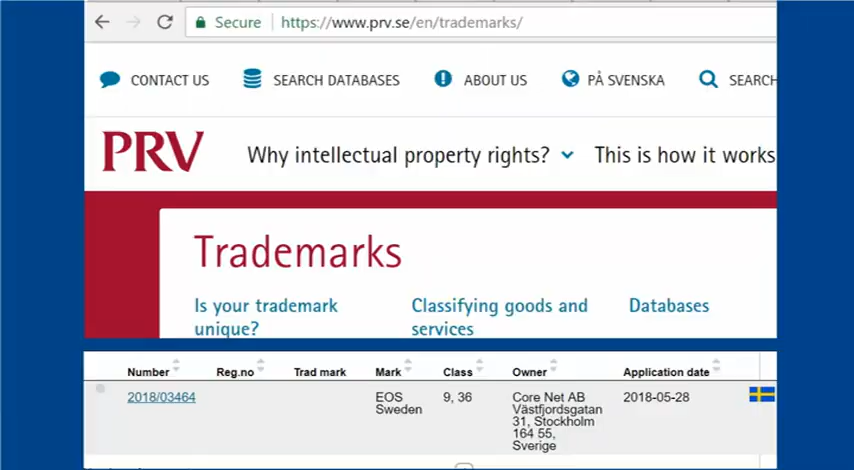 Secure https://www.prv.se/en/trademarks/
CONTACT US SEARCH DATABASES ABOUT US PÅ SVENSKA SEARCH
PRV Why intellectual property rights? This is how it works
Trademarks
Is your trademark unique?
Classifying goods and services
Databases
Number Reg.no Trad mark Mark Class Owner Application date
2018/03464 EOS Sweden 9, 36 Core Net AB 2018-05-28
Västfjordsgatan
31, Stockholm
164 55,
Sverige